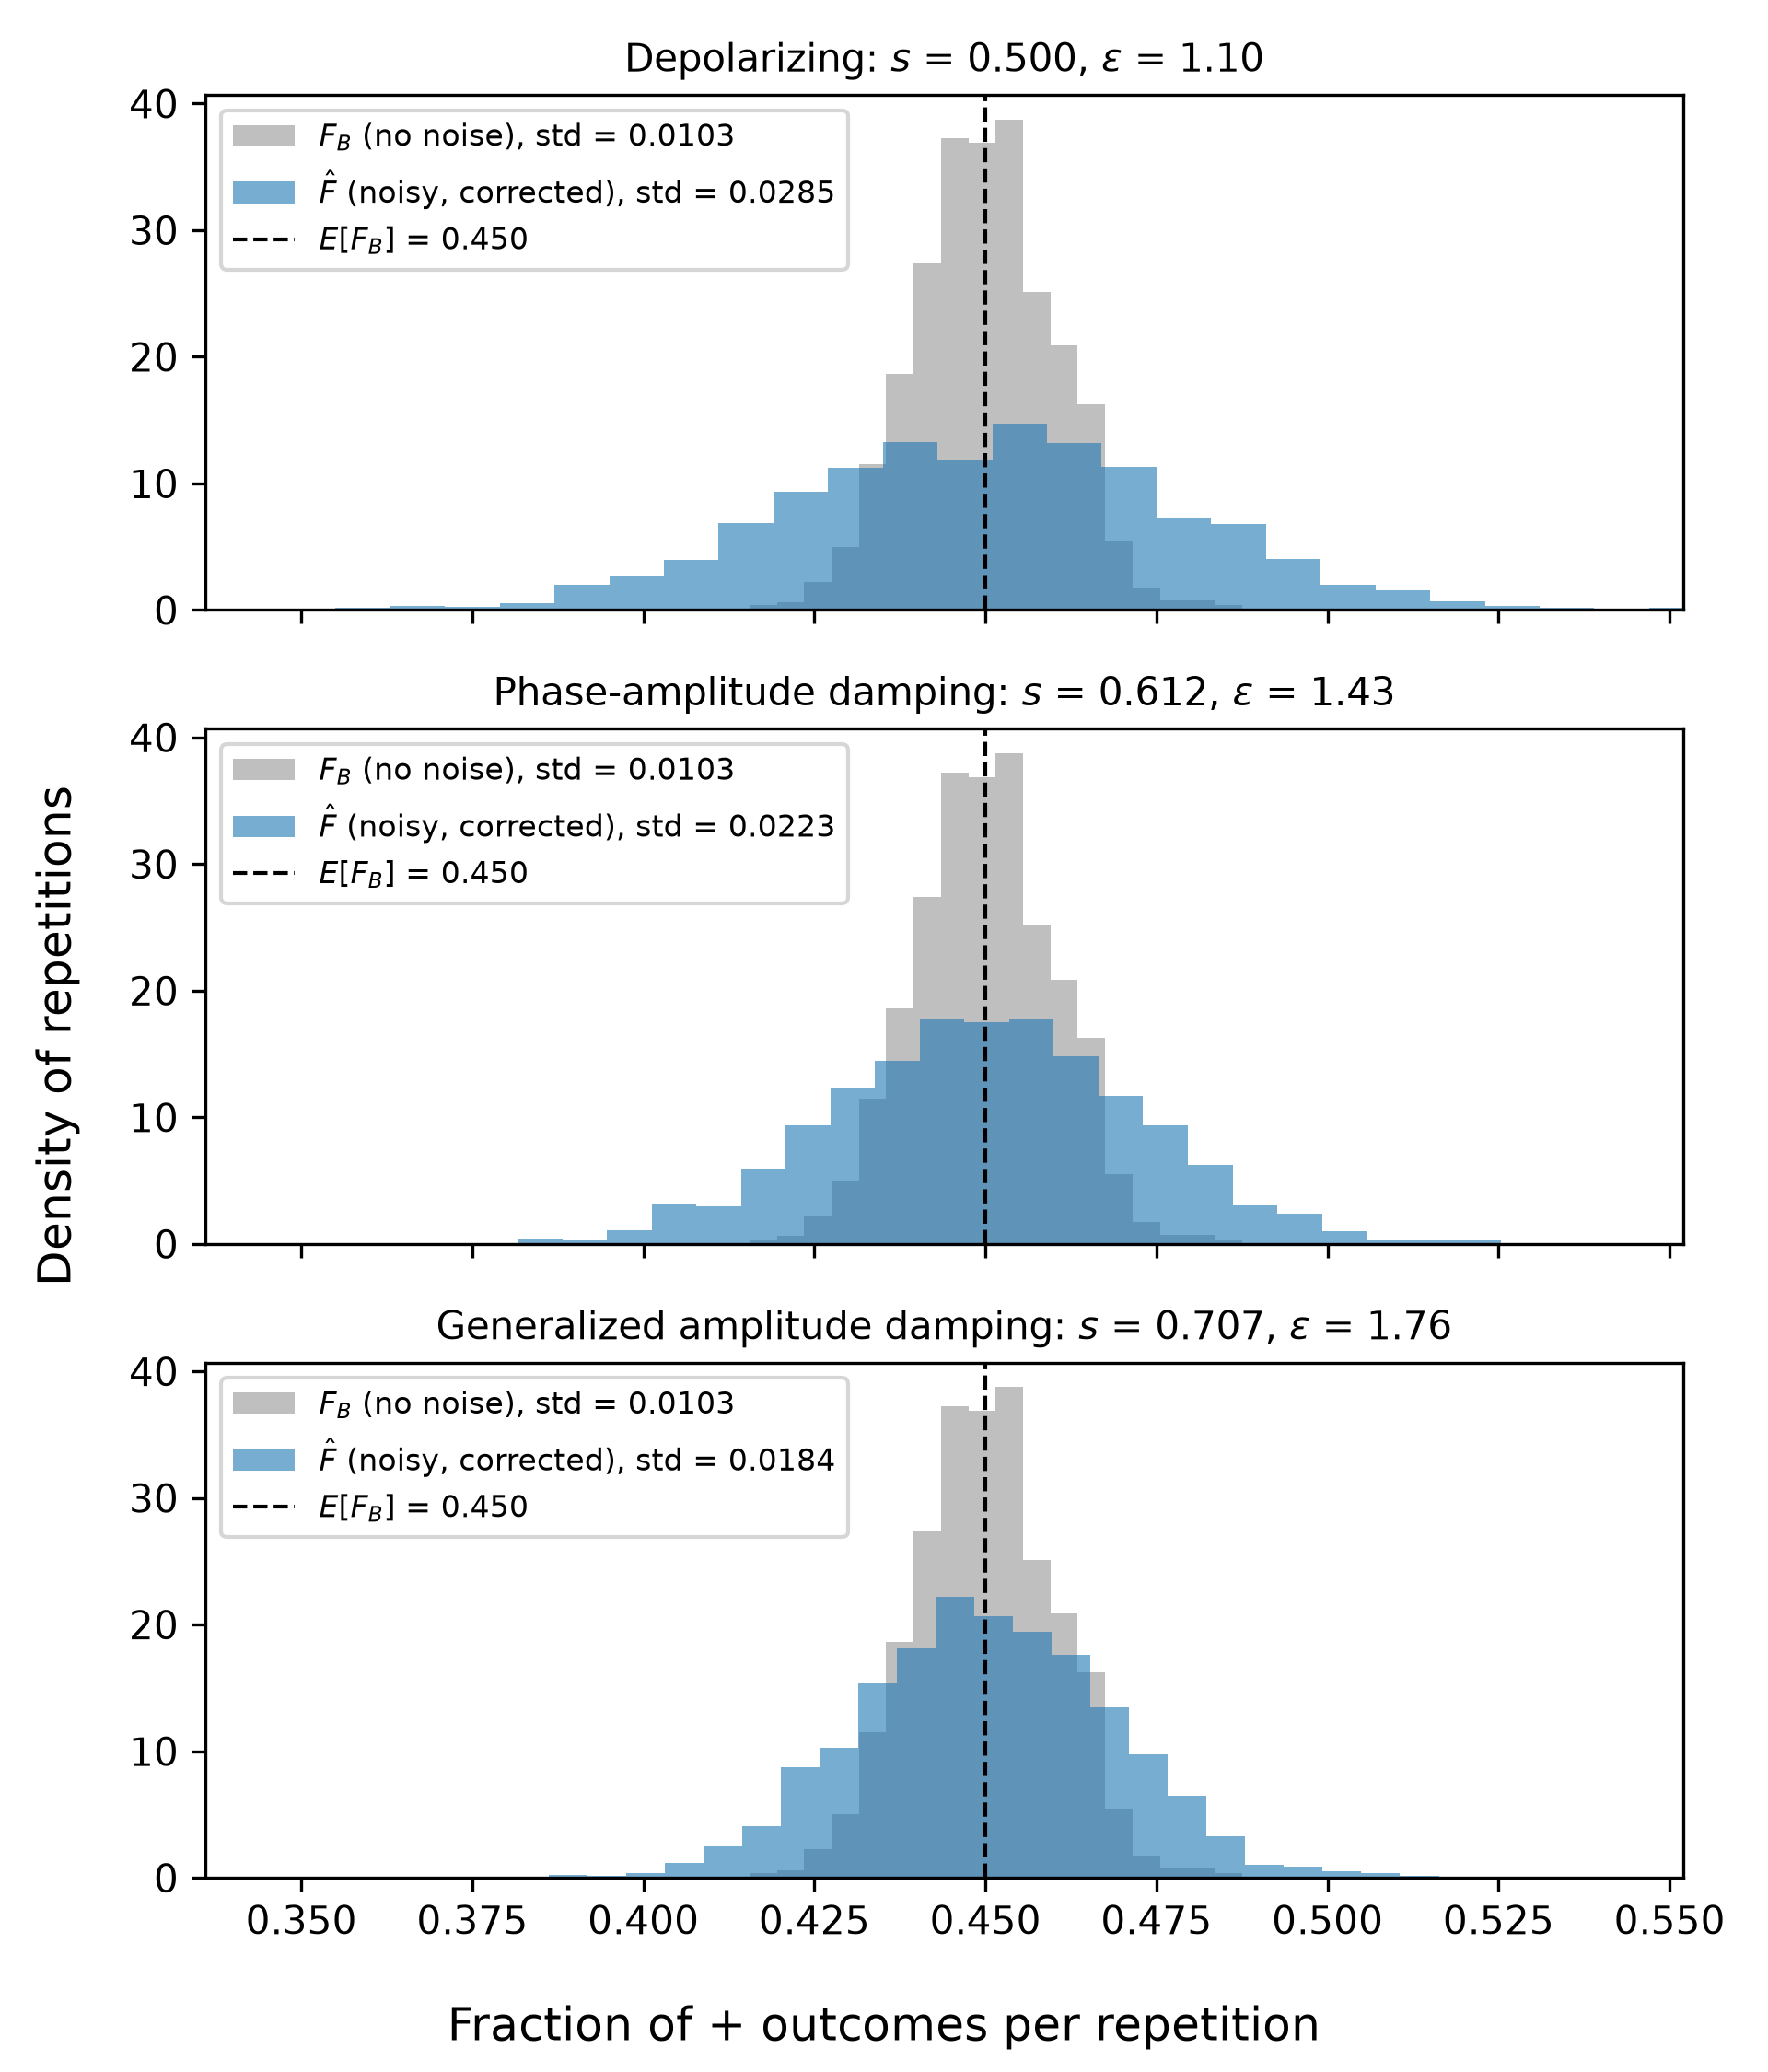 Depolarizing: s = 0.500, ε = 1.10
40
30
20
10
0
F_B (no noise), std = 0.0103
F̂ (noisy, corrected), std = 0.0285
E[F_B] = 0.450
Phase-amplitude damping: s = 0.612, ε = 1.43
40
30
20
10
0
F_B (no noise), std = 0.0103
F̂ (noisy, corrected), std = 0.0223
E[F_B] = 0.450
Density of repetitions
Generalized amplitude damping: s = 0.707, ε = 1.76
40
30
20
10
0
F_B (no noise), std = 0.0103
F̂ (noisy, corrected), std = 0.0184
E[F_B] = 0.450
0.350 0.375 0.400 0.425 0.450 0.475 0.500 0.525 0.550
Fraction of + outcomes per repetition